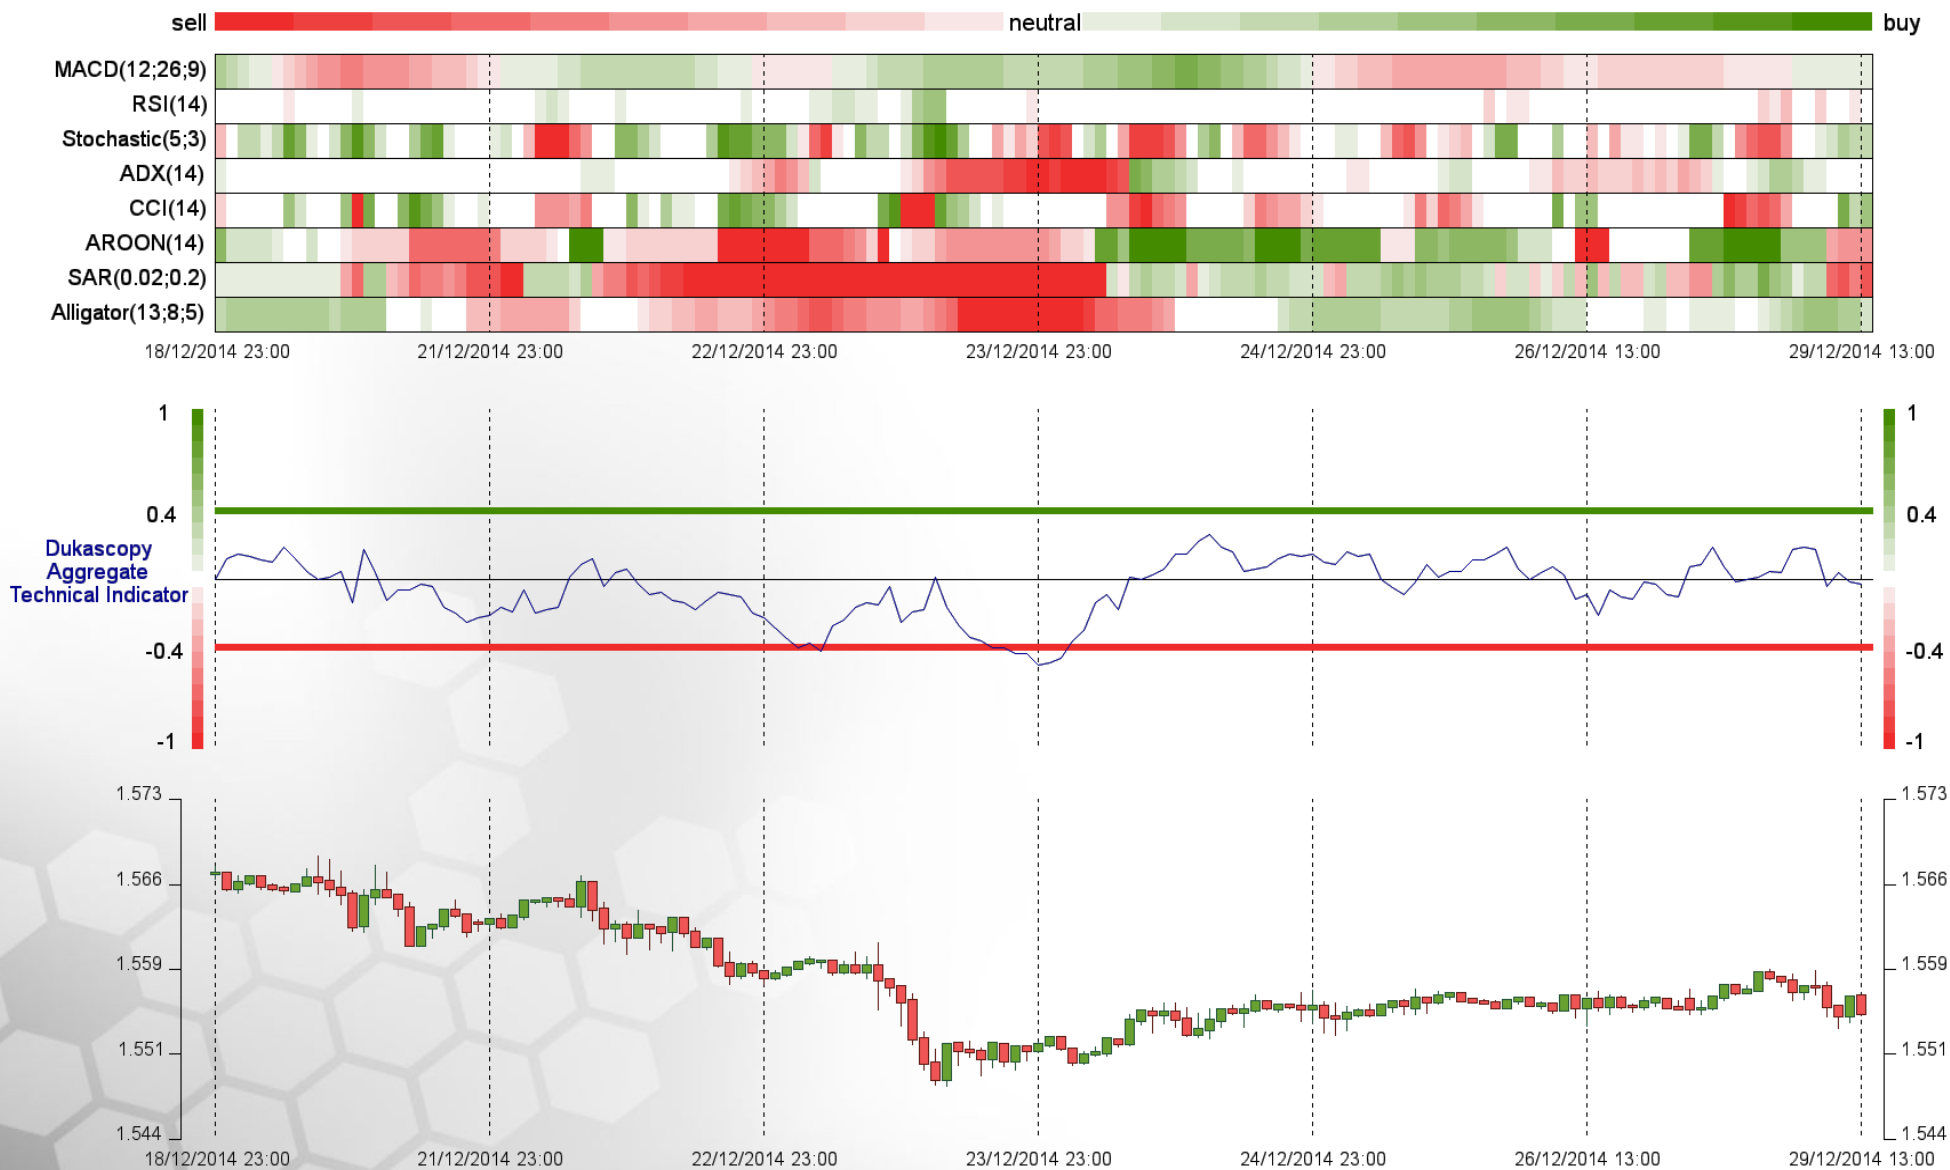 sell neutral buy
MACD(12;26;9)
RSI(14)
Stochastic(5;3)
ADX(14)
CCI(14)
AROON(14)
SAR(0.02;0.2)
Alligator(13;8;5)
18/12/2014 23:00 21/12/2014 23:00 22/12/2014 23:00 23/12/2014 23:00 24/12/2014 23:00 26/12/2014 13:00 29/12/2014 13:00
1 1
0.4 0.4
Dukascopy
Aggregate
Technical Indicator
-0.4 -0.4
-1 -1
1.573 1.573
1.566 1.566
1.559 1.559
1.551 1.551
1.544 1.544
18/12/2014 23:00 21/12/2014 23:00 22/12/2014 23:00 23/12/2014 23:00 24/12/2014 23:00 26/12/2014 13:00 29/12/2014 13:00